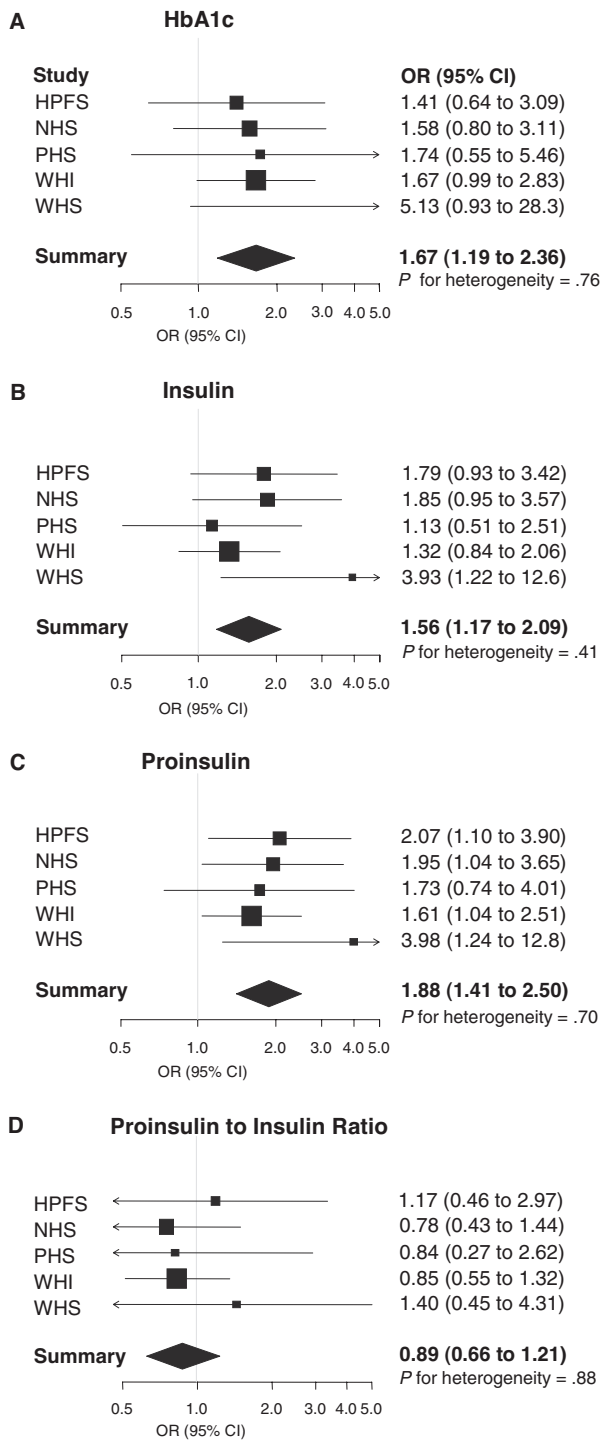 A HbA1c
Study OR (95% CI)
HPFS 1.41 (0.64 to 3.09)
NHS 1.58 (0.80 to 3.11)
PHS 1.74 (0.55 to 5.46)
WHI 1.67 (0.99 to 2.83)
WHS 5.13 (0.93 to 28.3)
Summary 1.67 (1.19 to 2.36)
P for heterogeneity = .76
0.5 1.0 2.0 3.0 4.0 5.0
OR (95% CI)
B Insulin
HPFS 1.79 (0.93 to 3.42)
NHS 1.85 (0.95 to 3.57)
PHS 1.13 (0.51 to 2.51)
WHI 1.32 (0.84 to 2.06)
WHS 3.93 (1.22 to 12.6)
Summary 1.56 (1.17 to 2.09)
P for heterogeneity = .41
0.5 1.0 2.0 3.0 4.0 5.0
OR (95% CI)
C Proinsulin
HPFS 2.07 (1.10 to 3.90)
NHS 1.95 (1.04 to 3.65)
PHS 1.73 (0.74 to 4.01)
WHI 1.61 (1.04 to 2.51)
WHS 3.98 (1.24 to 12.8)
Summary 1.88 (1.41 to 2.50)
P for heterogeneity = .70
0.5 1.0 2.0 3.0 4.0 5.0
OR (95% CI)
D Proinsulin to Insulin Ratio
HPFS 1.17 (0.46 to 2.97)
NHS 0.78 (0.43 to 1.44)
PHS 0.84 (0.27 to 2.62)
WHI 0.85 (0.55 to 1.32)
WHS 1.40 (0.45 to 4.31)
Summary 0.89 (0.66 to 1.21)
P for heterogeneity = .88
0.5 1.0 2.0 3.0 4.0 5.0
OR (95% CI)